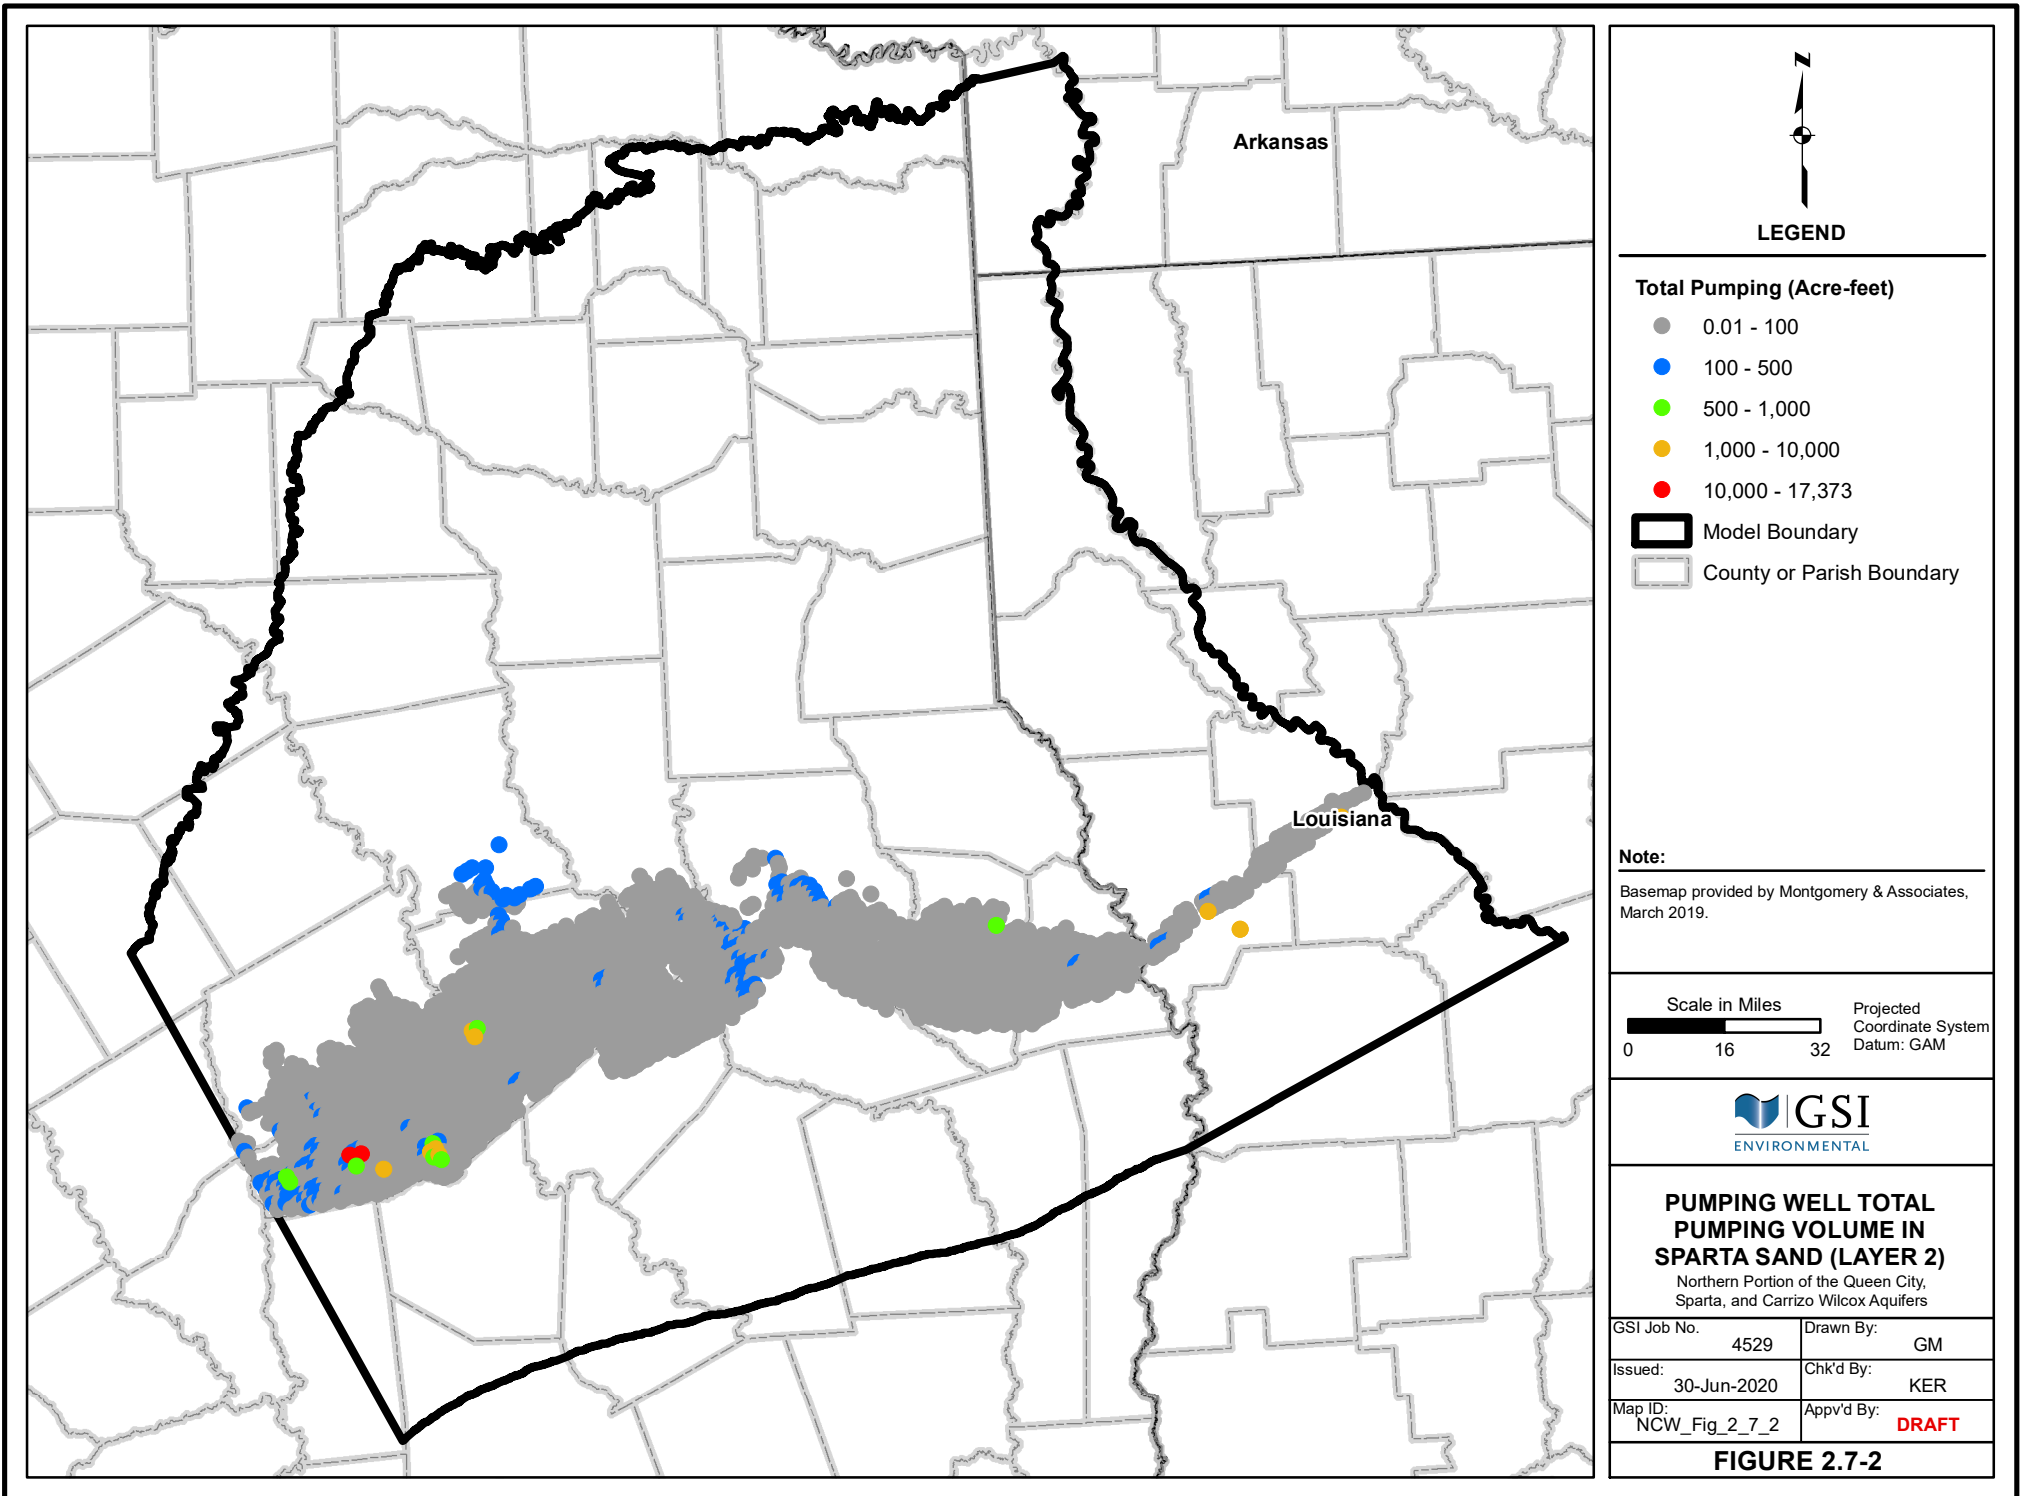 Arkansas
Louisiana
N
LEGEND
Total Pumping (Acre-feet)
0.01 - 100
100 - 500
500 - 1,000
1,000 - 10,000
10,000 - 17,373
Model Boundary
County or Parish Boundary
Note:
Basemap provided by Montgomery & Associates,
March 2019.
Scale in Miles
0 16 32
Projected
Coordinate System
Datum: GAM
GSI
ENVIRONMENTAL
PUMPING WELL TOTAL
PUMPING VOLUME IN
SPARTA SAND (LAYER 2)
Northern Portion of the Queen City,
Sparta, and Carrizo Wilcox Aquifers
GSI Job No. 4529
Drawn By: GM
Issued: 30-Jun-2020
Chk'd By: KER
Map ID: NCW_Fig_2_7_2
Appv'd By: DRAFT
FIGURE 2.7-2